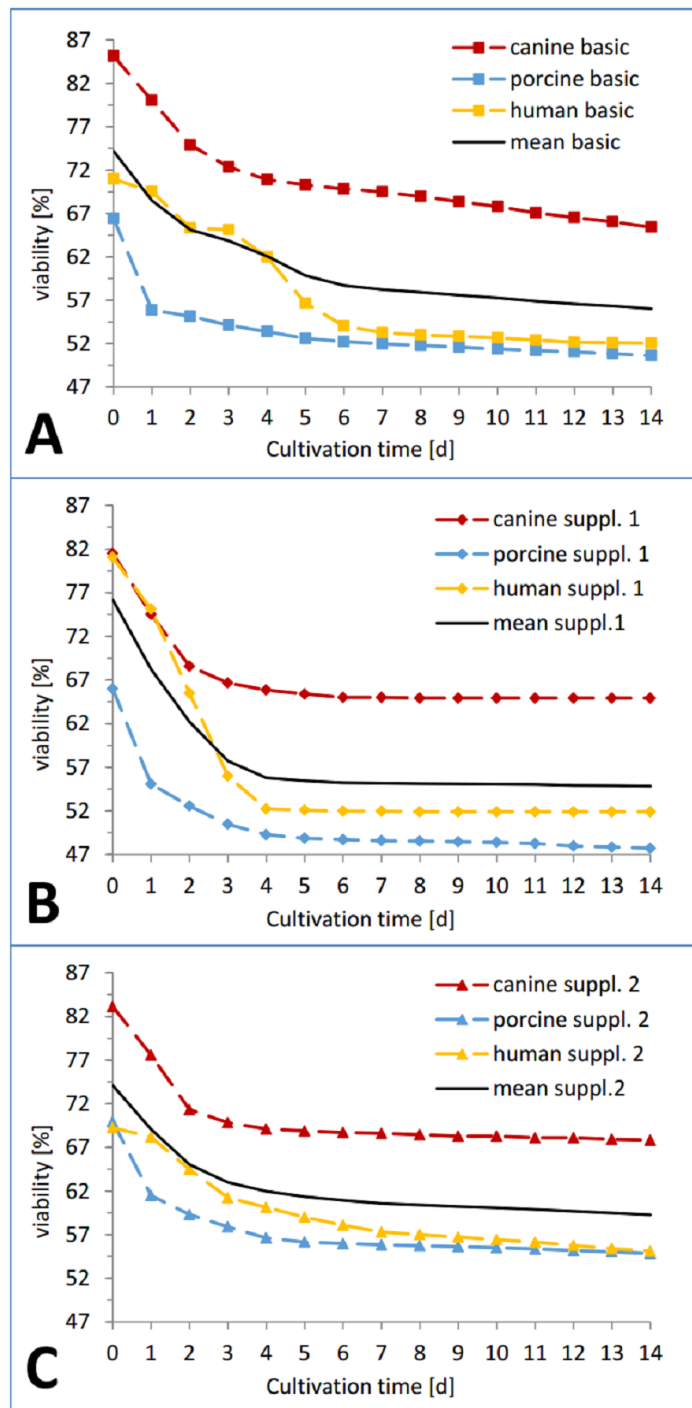 87
82
77
72
67
62
57
52
47
viability [%]
canine basic
porcine basic
human basic
mean basic
0 1 2 3 4 5 6 7 8 9 10 11 12 13 14
Cultivation time [d]
A
87
82
77
72
67
62
57
52
47
viability [%]
canine suppl. 1
porcine suppl. 1
human suppl. 1
mean suppl.1
0 1 2 3 4 5 6 7 8 9 10 11 12 13 14
Cultivation time [d]
B
87
82
77
72
67
62
57
52
47
viability [%]
canine suppl. 2
porcine suppl. 2
human suppl. 2
mean suppl.2
0 1 2 3 4 5 6 7 8 9 10 11 12 13 14
Cultivation time [d]
C